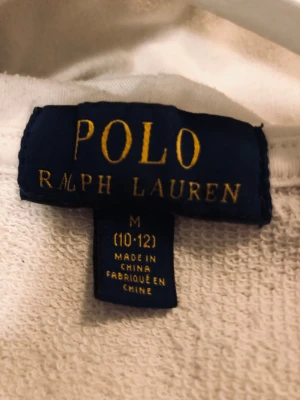 POLO
RALPH LAUREN
M
(10-12)
MADE IN
CHINA
FABRIQUÉ EN
CHINE